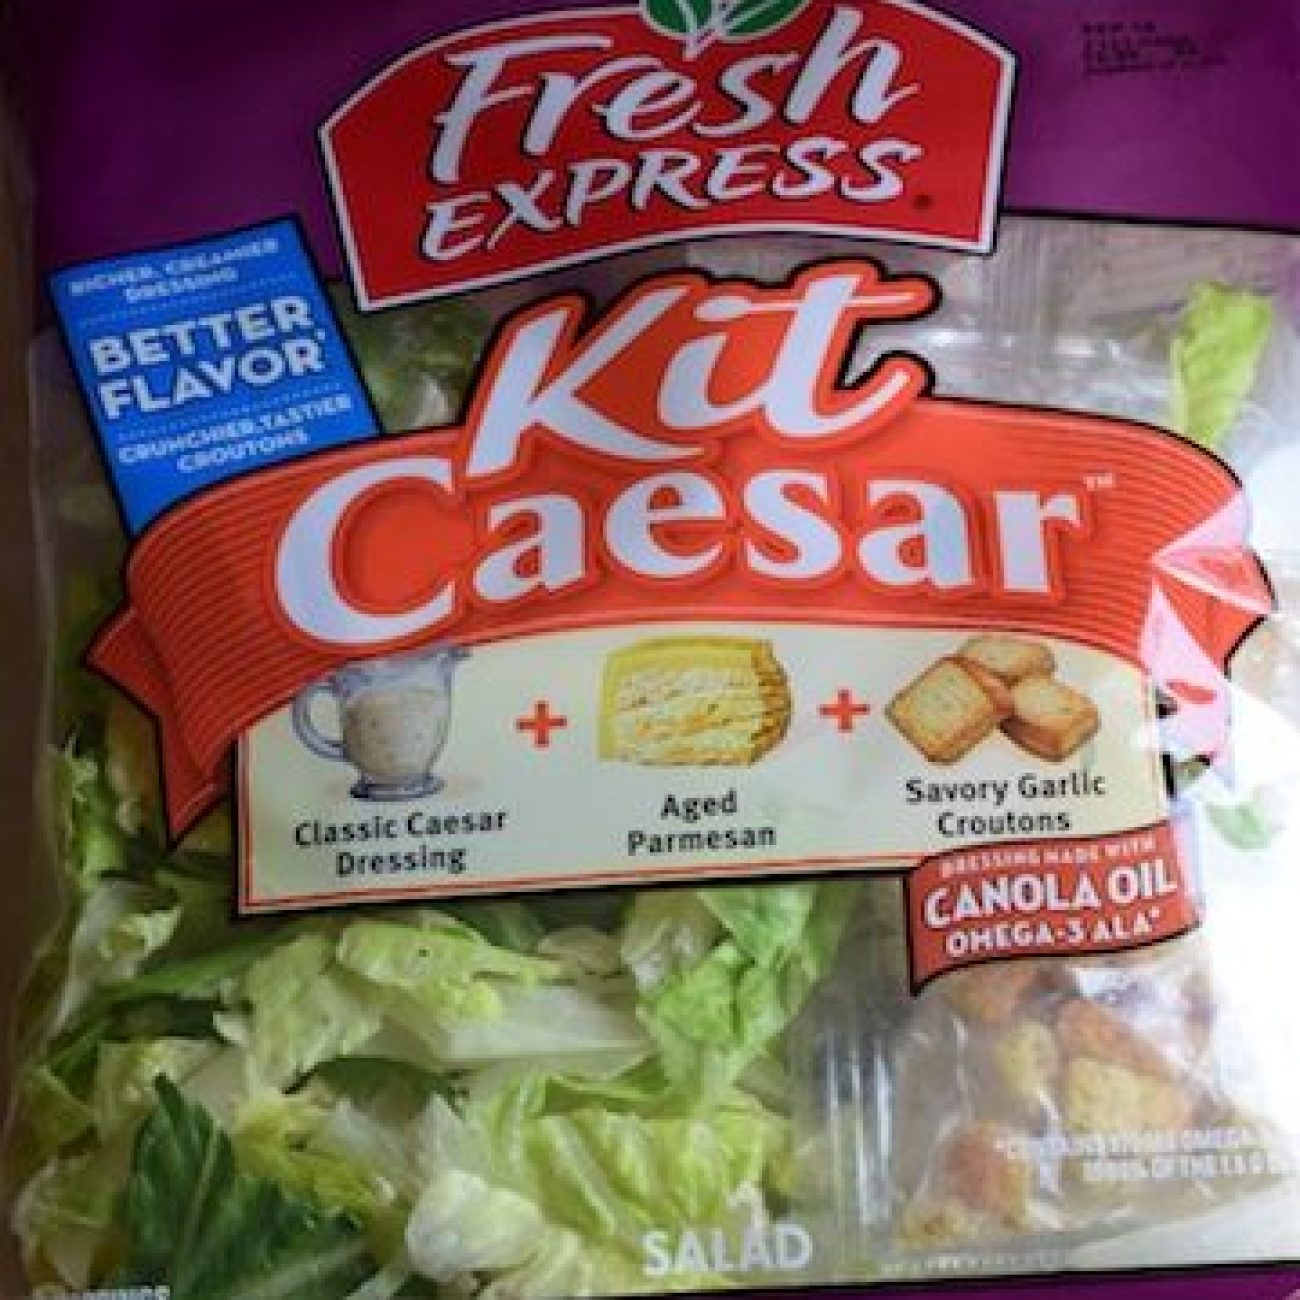 Fresh
EXPRESS®
RICHER, CREAMIER
DRESSING
BETTER
FLAVOR
CRUNCHIER, TASTIER
CROUTONS
Kit
Caesar™
Classic Caesar
Dressing
+
Aged
Parmesan
+
Savory Garlic
Croutons
DRESSING MADE WITH
CANOLA OIL
OMEGA-3 ALA*
SALAD